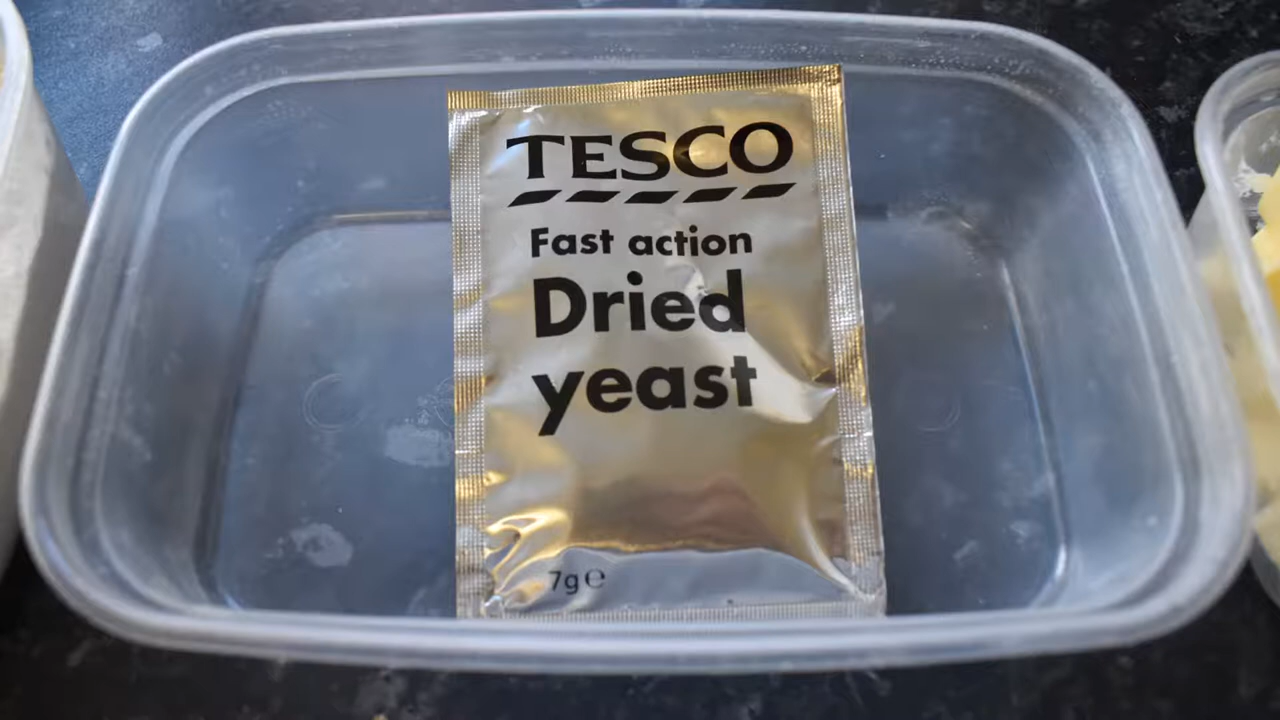 TESCO
Fast action
Dried
yeast
7g℮